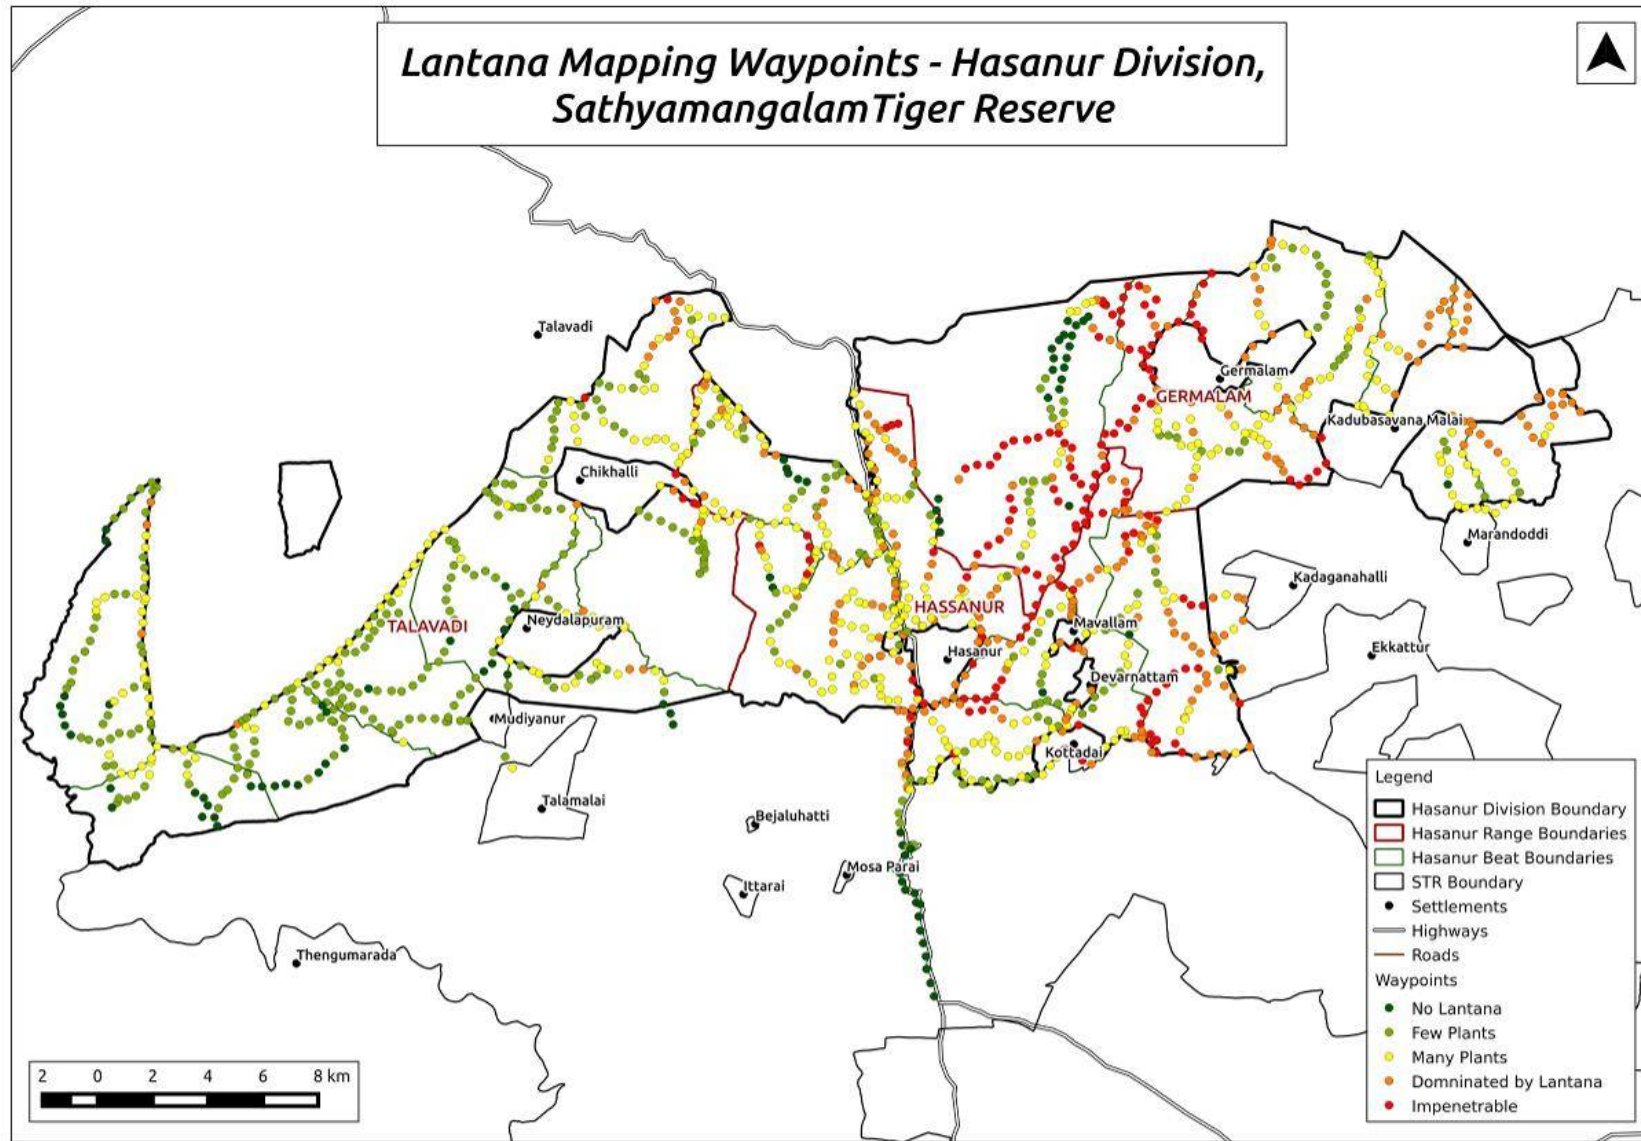 Lantana Mapping Waypoints - Hasanur Division,
SathyamangalamTiger Reserve
Talavadi
Germalam
GERMALAM
Kadubasavana Malai
Chikhalli
Marandoddi
Kadaganahalli
HASSANUR
Neydalapuram
TALAVADI
Mavallam
Ekkattur
Hasanur
Devarnattam
Mudiyanur
Kottadai
Talamalai
Bejaluhatti
Mosa Parai
Ittarai
Thengumarada
Legend
Hasanur Division Boundary
Hasanur Range Boundaries
Hasanur Beat Boundaries
STR Boundary
Settlements
Highways
Roads
Waypoints
No Lantana
Few Plants
Many Plants
Domninated by Lantana
Impenetrable
2 0 2 4 6 8 km